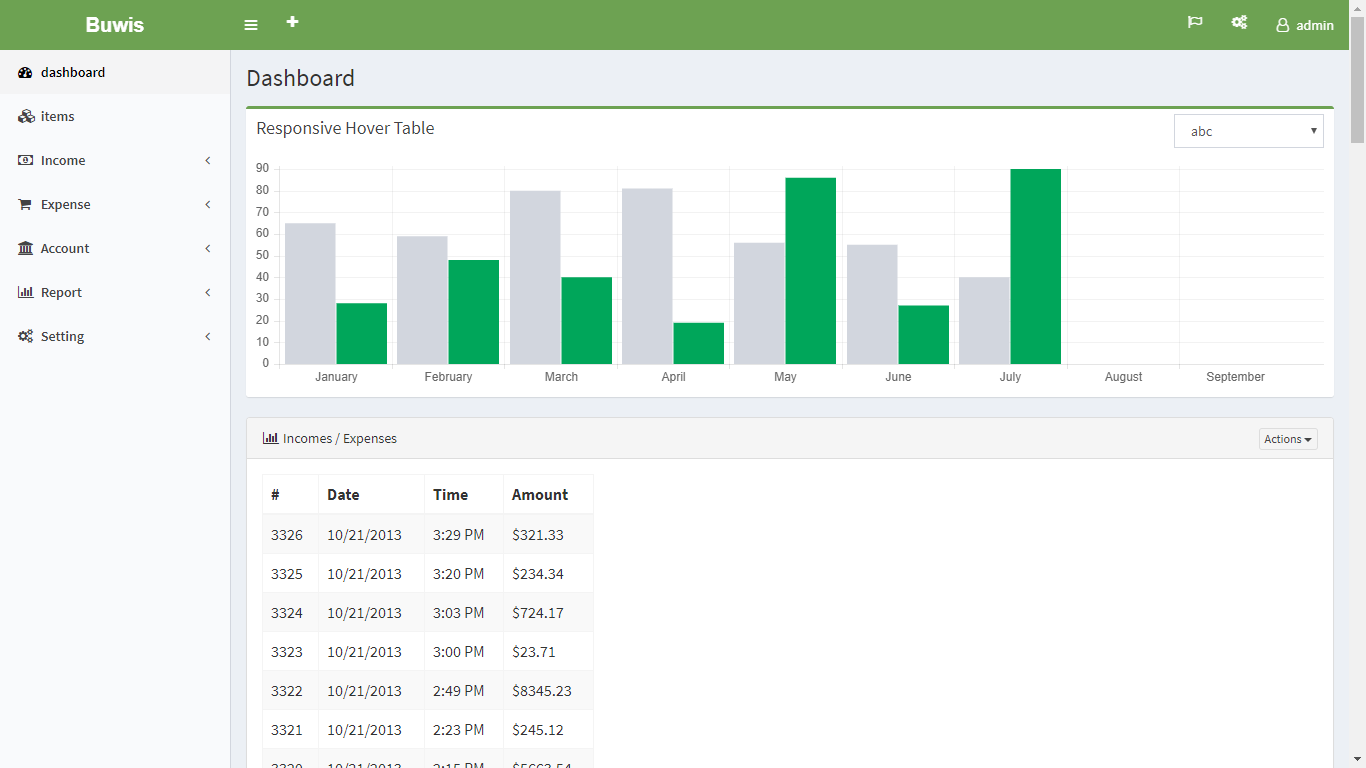 Buwis
admin
dashboard
items
Income
Expense
Account
Report
Setting
Dashboard
Responsive Hover Table
abc
90
80
70
60
50
40
30
20
10
0
January February March April May June July August September
Incomes / Expenses
Actions
# Date Time Amount
3326 10/21/2013 3:29 PM $321.33
3325 10/21/2013 3:20 PM $234.34
3324 10/21/2013 3:03 PM $724.17
3323 10/21/2013 3:00 PM $23.71
3322 10/21/2013 2:49 PM $8345.23
3321 10/21/2013 2:23 PM $245.12